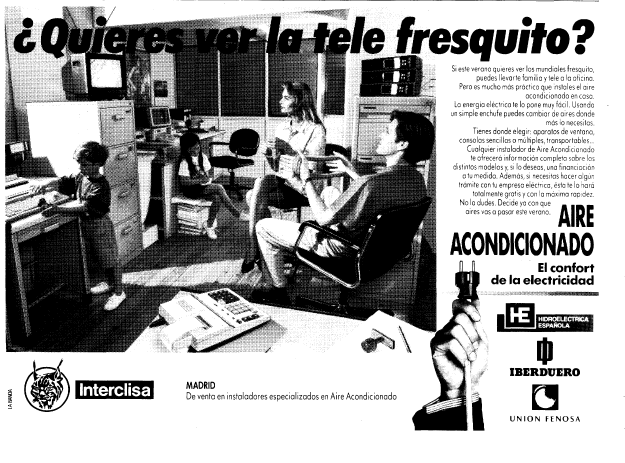 ¿Quieres ver la tele fresquito?
Si este verano quieres ver los mundiales fresquito,
puedes llevarte familia y tele a la oficina.
Pero es mucho más práctico que instales el aire
acondicionado en casa.
La energía eléctrica te lo pone muy fácil. Usando
un simple enchufe puedes cambiar de aires donde
más lo necesitas.
Tienes donde elegir: aparatos de ventana,
consolas sencillas o múltiples, transportables...
Cualquier instalador de Aire Acondicionado
te ofrecerá información completa sobre los
distintos modelos y, si lo deseas, una financiación
a tu medida. Además, si necesitas hacer algún
trámite con tu empresa eléctrica, ésta te lo hará
totalmente gratis y con la máxima rapidez.
No lo dudes. Decide ya con que
aires vas a pasar este verano.
AIRE
ACONDICIONADO
El confort
de la electricidad
HE HIDROELECTRICA
ESPAÑOLA
IBERDUERO
UNION FENOSA
Interclisa
MADRID
De venta en instaladores especializados en Aire Acondicionado